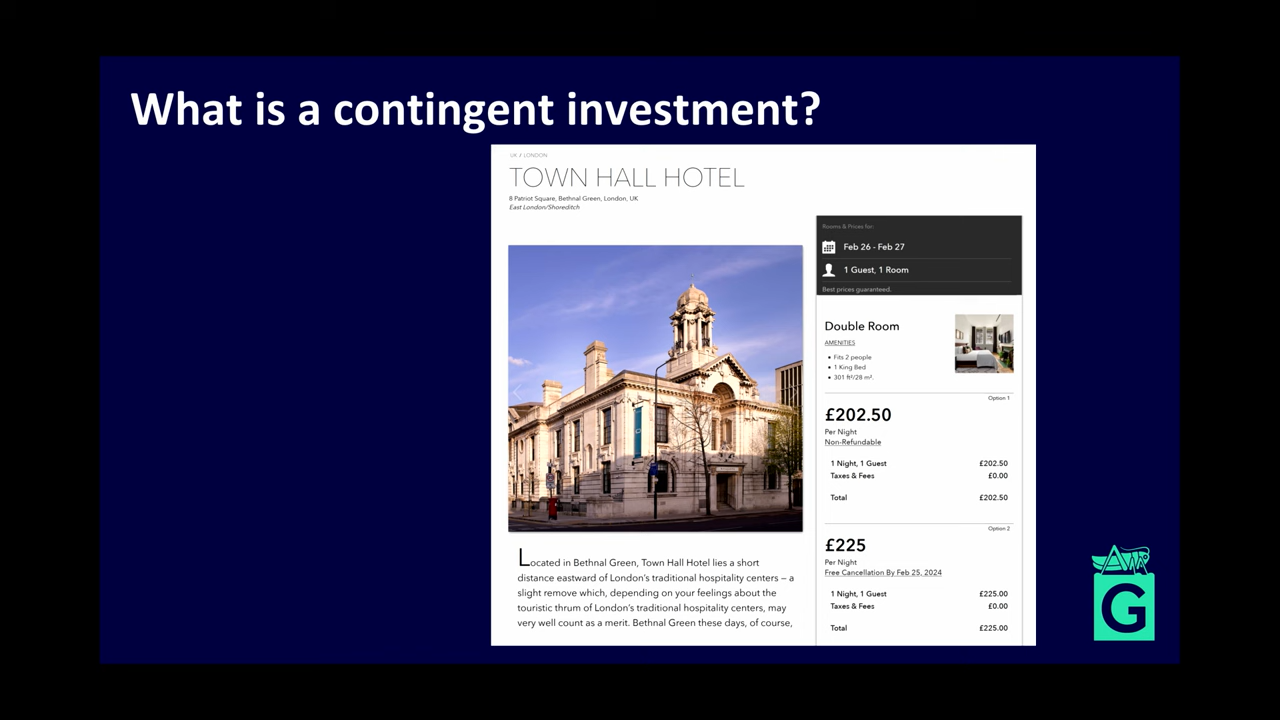 What is a contingent investment?
UK / LONDON
TOWN HALL HOTEL
8 Patriot Square, Bethnal Green, London, UK
East London/Shoreditch
Rooms & Prices for:
Feb 26 - Feb 27
1 Guest, 1 Room
Best prices guaranteed.
Double Room
AMENITIES
• Fits 2 people
• 1 King Bed
• 301 ft²/28 m².
Option 1
£202.50
Per Night
Non-Refundable
1 Night, 1 Guest £202.50
Taxes & Fees £0.00
Total £202.50
Option 2
£225
Per Night
Free Cancellation By Feb 25, 2024
1 Night, 1 Guest £225.00
Taxes & Fees £0.00
Total £225.00
Located in Bethnal Green, Town Hall Hotel lies a short
distance eastward of London's traditional hospitality centers – a
slight remove which, depending on your feelings about the
touristic thrum of London's traditional hospitality centers, may
very well count as a merit. Bethnal Green these days, of course,
G